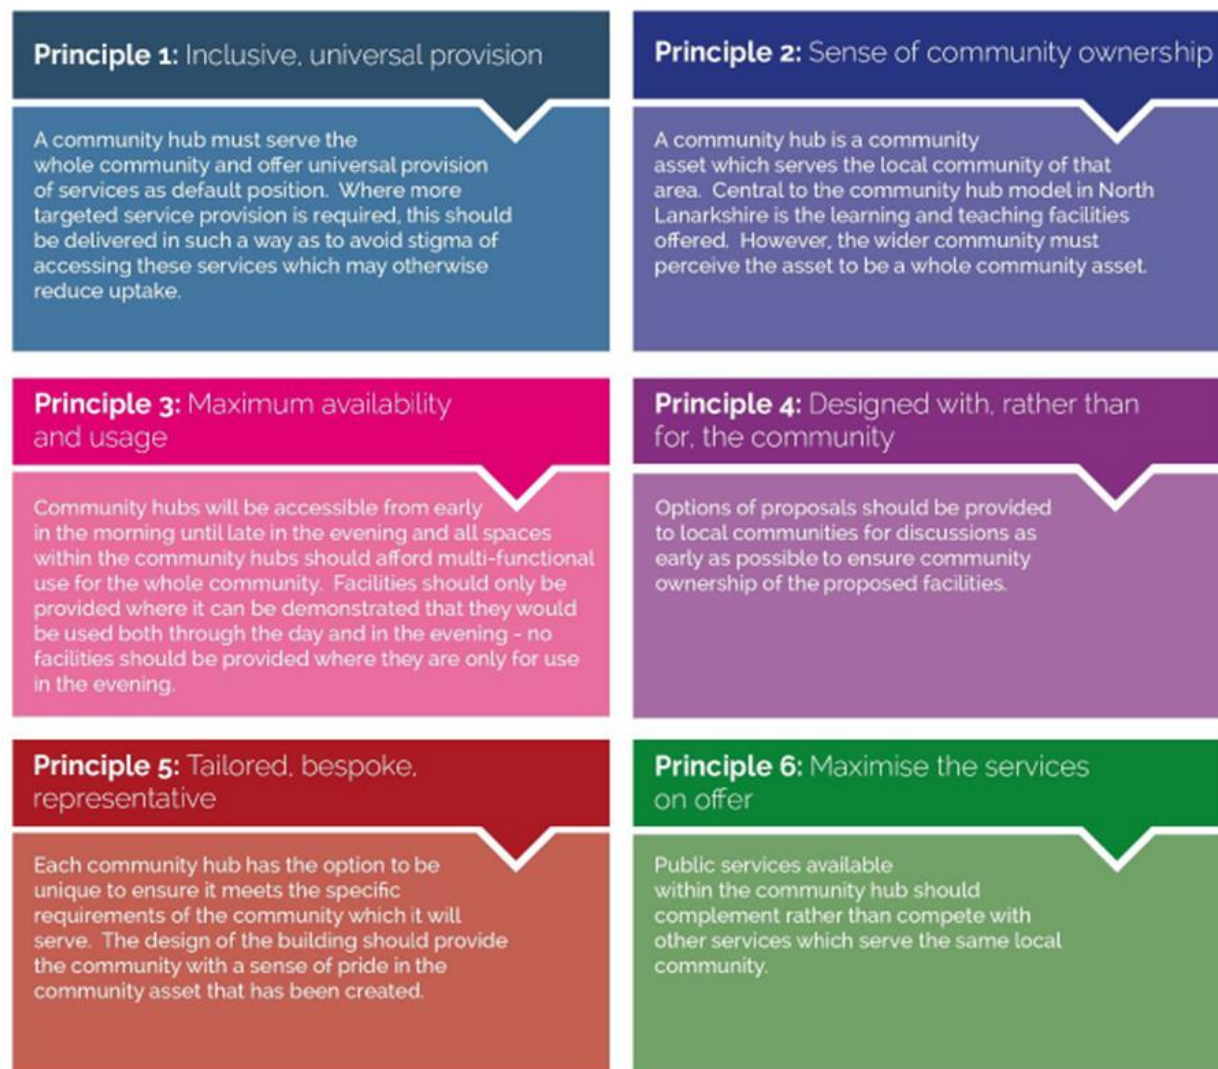 Principle 1: Inclusive, universal provision
A community hub must serve the
whole community and offer universal provision
of services as default position. Where more
targeted service provision is required, this should
be delivered in such a way as to avoid stigma of
accessing these services which may otherwise
reduce uptake.
Principle 2: Sense of community ownership
A community hub is a community
asset which serves the local community of that
area. Central to the community hub model in North
Lanarkshire is the learning and teaching facilities
offered. However, the wider community must
perceive the asset to be a whole community asset.
Principle 3: Maximum availability
and usage
Community hubs will be accessible from early
in the morning until late in the evening and all spaces
within the community hubs should afford multi-functional
use for the whole community. Facilities should only be
provided where it can be demonstrated that they would
be used both through the day and in the evening - no
facilities should be provided where they are only for use
in the evening.
Principle 4: Designed with, rather than
for, the community
Options of proposals should be provided
to local communities for discussions as
early as possible to ensure community
ownership of the proposed facilities.
Principle 5: Tailored, bespoke,
representative
Each community hub has the option to be
unique to ensure it meets the specific
requirements of the community which it will
serve. The design of the building should provide
the community with a sense of pride in the
community asset that has been created.
Principle 6: Maximise the services
on offer
Public services available
within the community hub should
complement rather than compete with
other services which serve the same local
community.